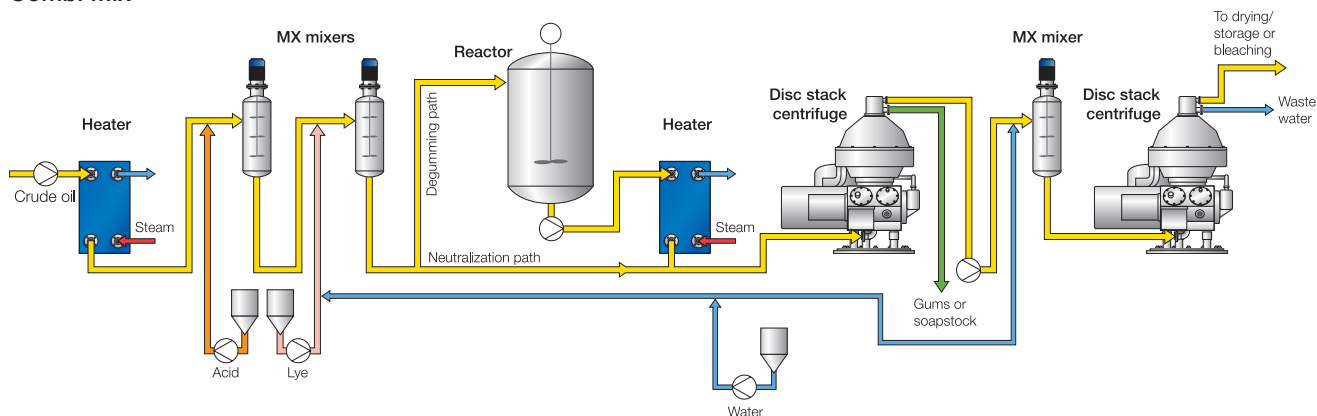 MX mixers
Reactor
MX mixer
To drying/
storage or
bleaching
Heater
Degumming path
Heater
Disc stack
centrifuge
Disc stack
centrifuge
Waste
water
Crude oil
Steam
Steam
Neutralization path
Gums or
soapstock
Acid
Lye
Water